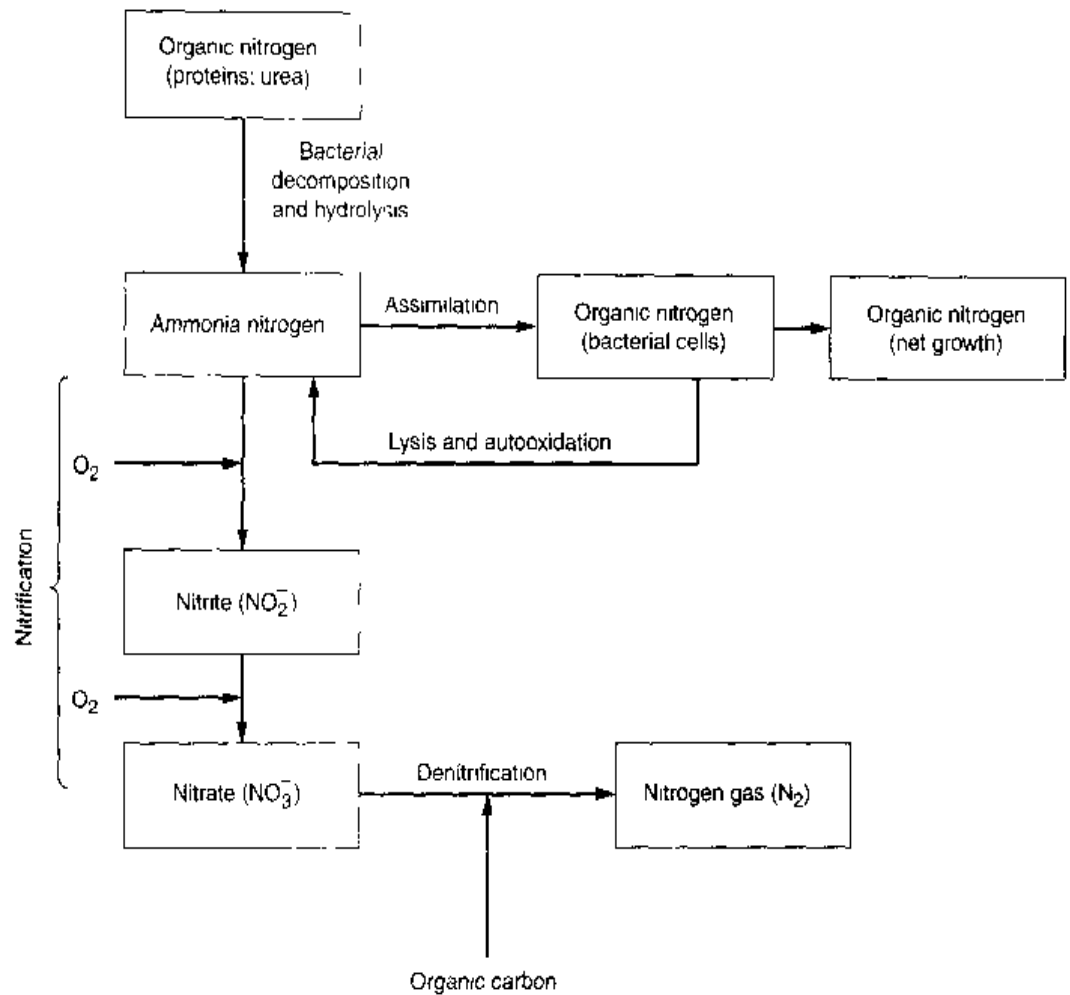 Organic nitrogen
(proteins; urea)
Bacterial
decomposition
and hydrolysis
Ammonia nitrogen
Assimilation
Organic nitrogen
(bacterial cells)
Organic nitrogen
(net growth)
Lysis and autooxidation
O₂
Nitrification
Nitrite (NO₂⁻)
O₂
Nitrate (NO₃⁻)
Denitrification
Nitrogen gas (N₂)
Organic carbon